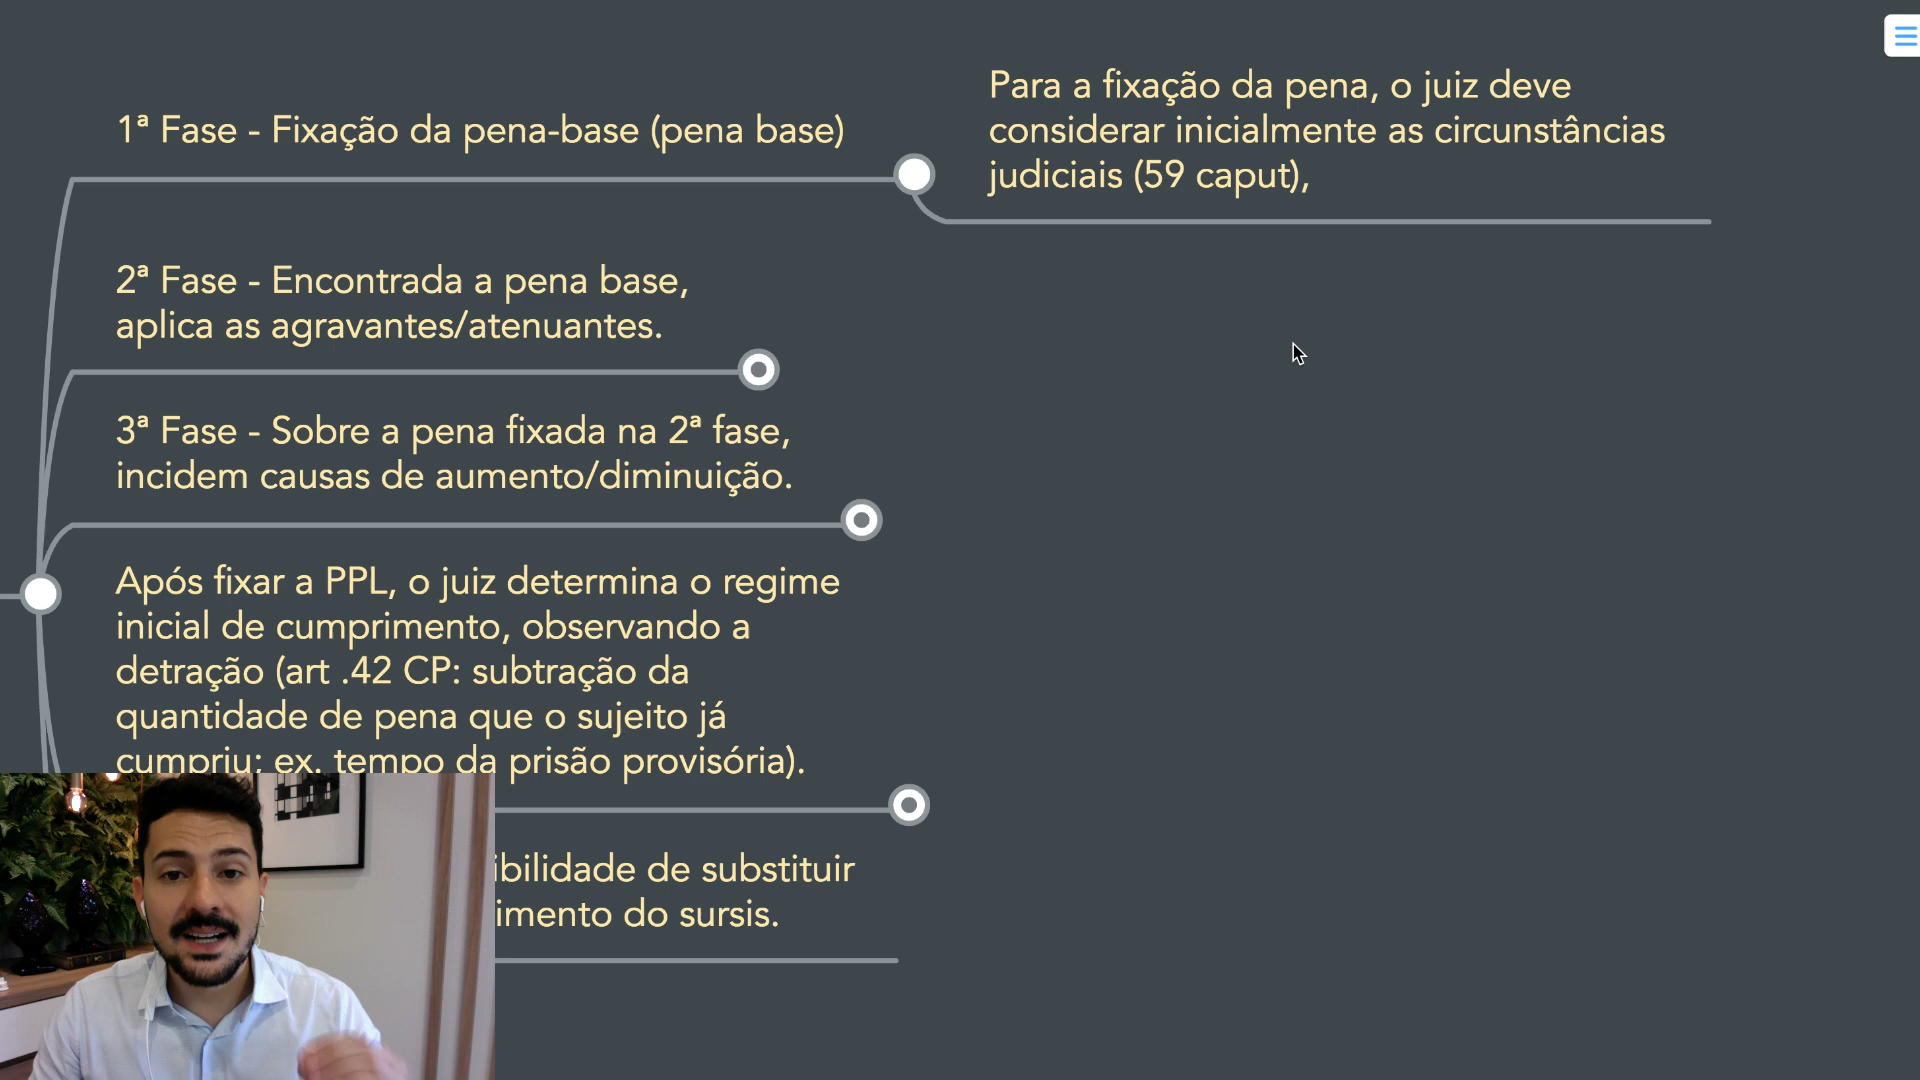 1ª Fase - Fixação da pena-base (pena base)
Para a fixação da pena, o juiz deve
considerar inicialmente as circunstâncias
judiciais (59 caput),
2ª Fase - Encontrada a pena base,
aplica as agravantes/atenuantes.
3ª Fase - Sobre a pena fixada na 2ª fase,
incidem causas de aumento/diminuição.
Após fixar a PPL, o juiz determina o regime
inicial de cumprimento, observando a
detração (art .42 CP: subtração da
quantidade de pena que o sujeito já
cumpriu; ex. tempo da prisão provisória).
ibilidade de substituir
imento do sursis.